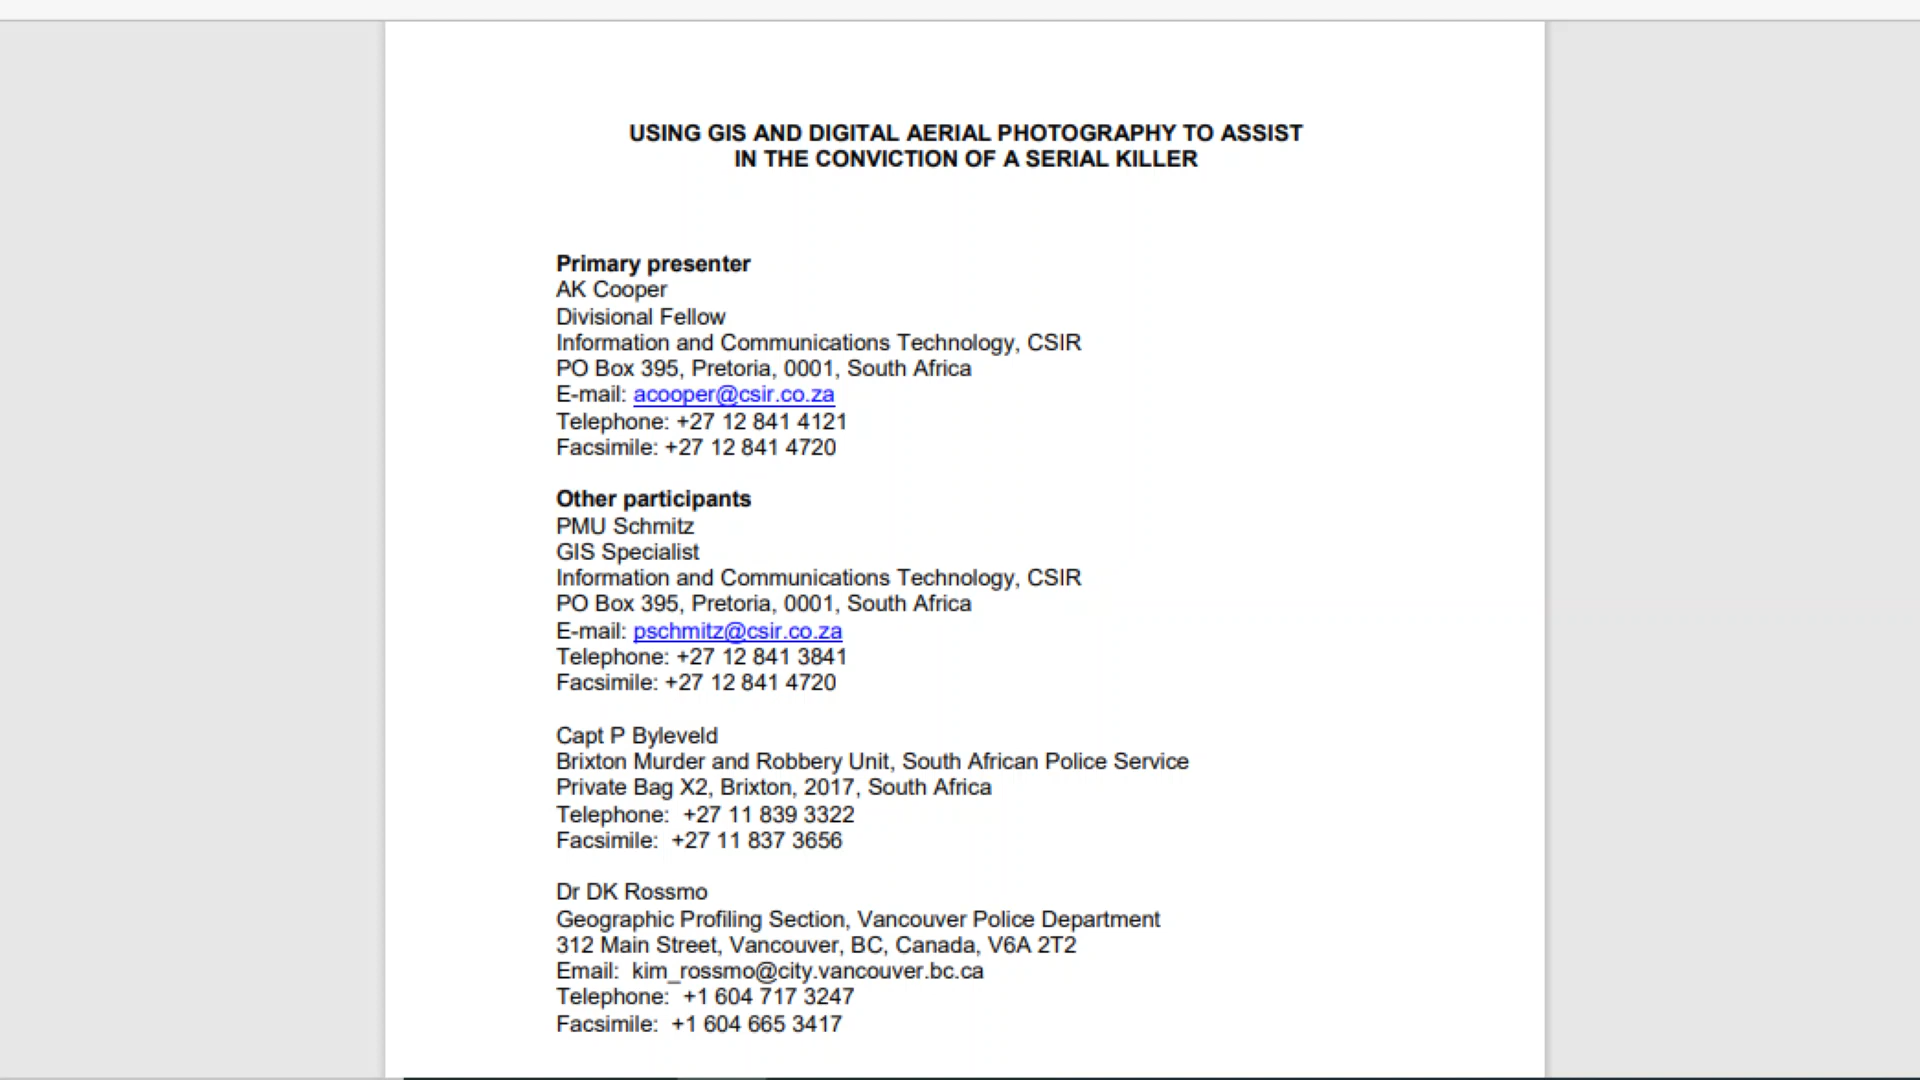 USING GIS AND DIGITAL AERIAL PHOTOGRAPHY TO ASSIST
IN THE CONVICTION OF A SERIAL KILLER
Primary presenter
AK Cooper
Divisional Fellow
Information and Communications Technology, CSIR
PO Box 395, Pretoria, 0001, South Africa
E-mail: acooper@csir.co.za
Telephone: +27 12 841 4121
Facsimile: +27 12 841 4720
Other participants
PMU Schmitz
GIS Specialist
Information and Communications Technology, CSIR
PO Box 395, Pretoria, 0001, South Africa
E-mail: pschmitz@csir.co.za
Telephone: +27 12 841 3841
Facsimile: +27 12 841 4720
Capt P Byleveld
Brixton Murder and Robbery Unit, South African Police Service
Private Bag X2, Brixton, 2017, South Africa
Telephone:  +27 11 839 3322
Facsimile:  +27 11 837 3656
Dr DK Rossmo
Geographic Profiling Section, Vancouver Police Department
312 Main Street, Vancouver, BC, Canada, V6A 2T2
Email:  kim_rossmo@city.vancouver.bc.ca
Telephone:  +1 604 717 3247
Facsimile:  +1 604 665 3417